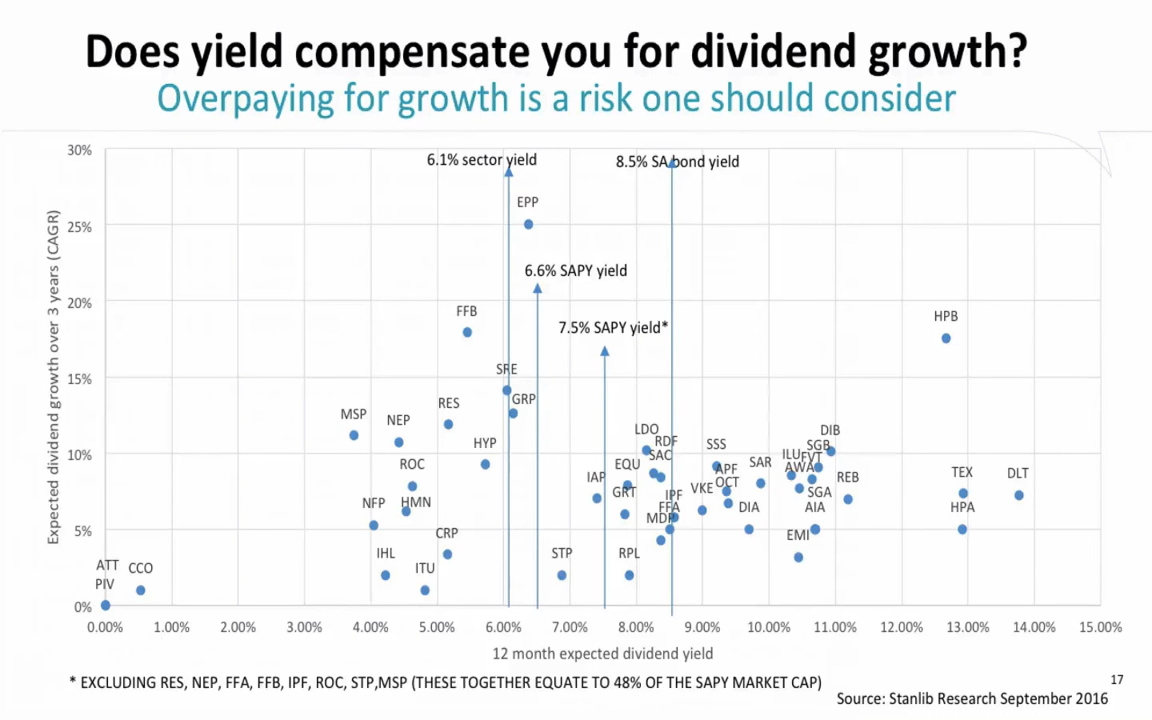 Does yield compensate you for dividend growth?
Overpaying for growth is a risk one should consider
Expected dividend growth over 3 years (CAGR)
30%
25%
20%
15%
10%
5%
0%
6.1% sector yield
8.5% SA bond yield
EPP
6.6% SAPY yield
FFB
7.5% SAPY yield*
HPB
SRE
GRP
MSP
NEP
RES
HYP
ROC
NFP
HMN
CRP
IHL
ITU
ATT
PIV
CCO
STP
IAP
LDO
RDF
SAC
EQU
GRT
IPF
FFA
MDP
RPL
SSS
APF
OCT
VKE
SAR
DIA
DIB
SGB
ILU
FVT
AWA
SGA
AIA
REB
EMI
TEX
HPA
DLT
0.00% 1.00% 2.00% 3.00% 4.00% 5.00% 6.00% 7.00% 8.00% 9.00% 10.00% 11.00% 12.00% 13.00% 14.00% 15.00%
12 month expected dividend yield
* EXCLUDING RES, NEP, FFA, FFB, IPF, ROC, STP,MSP (THESE TOGETHER EQUATE TO 48% OF THE SAPY MARKET CAP)
17
Source: Stanlib Research September 2016